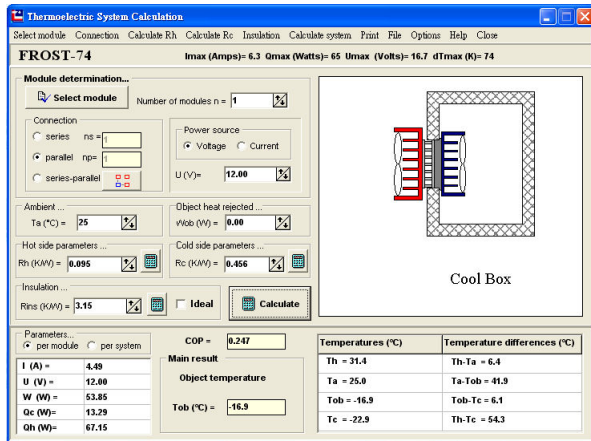 Thermoelectric System Calculation
Select module Connection Calculate Rh Calculate Rc Insulation Calculate system Print File Options Help Close
FROST-74 Imax (Amps)= 6.3 Qmax (Watts)= 65 Umax (Volts)= 16.7 dTmax (K)= 74
Module determination...
Select module Number of modules n = 1
Connection
series ns = 1
parallel np= 1
series-parallel
Power source
Voltage Current
U (V)= 12.00
Ambient ...
Ta (°C) = 25
Object heat rejected ...
Wob (W) = 0.00
Hot side parameters ...
Rh (K/W) = 0.095
Cold side parameters ...
Rc (K/W) = 0.456
Insulation ...
Rins (K/W) = 3.15 Ideal Calculate
Cool Box
Parameters...
per module per system
I (A) = 4.49
U (V) = 12.00
W (W) = 53.85
Qc (W)= 13.29
Qh (W)= 67.15
COP = 0.247
Main result
Object temperature
Tob (°C) = -16.9
Temperatures (°C) Temperature differences (°C)
Th = 31.4 Th-Ta = 6.4
Ta = 25.0 Ta-Tob = 41.9
Tob = -16.9 Tob-Tc = 6.1
Tc = -22.9 Th-Tc = 54.3